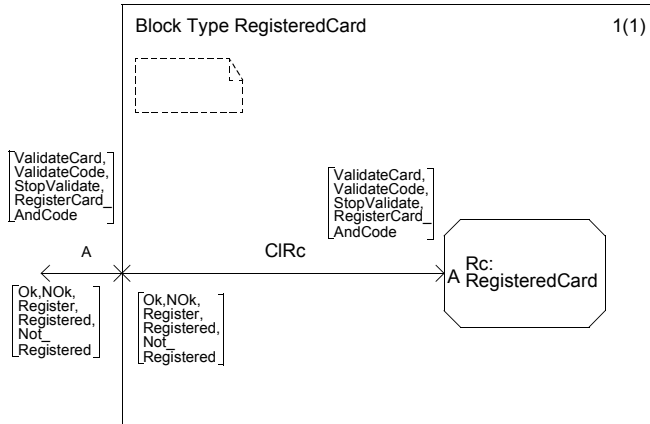 Block Type RegisteredCard
1(1)
ValidateCard,
ValidateCode,
StopValidate,
RegisterCard_
AndCode
ValidateCard,
ValidateCode,
StopValidate,
RegisterCard_
AndCode
A
ClRc
A
Rc:
RegisteredCard
Ok,NOk,
Register,
Registered,
Not_
Registered
Ok,NOk,
Register,
Registered,
Not_
Registered